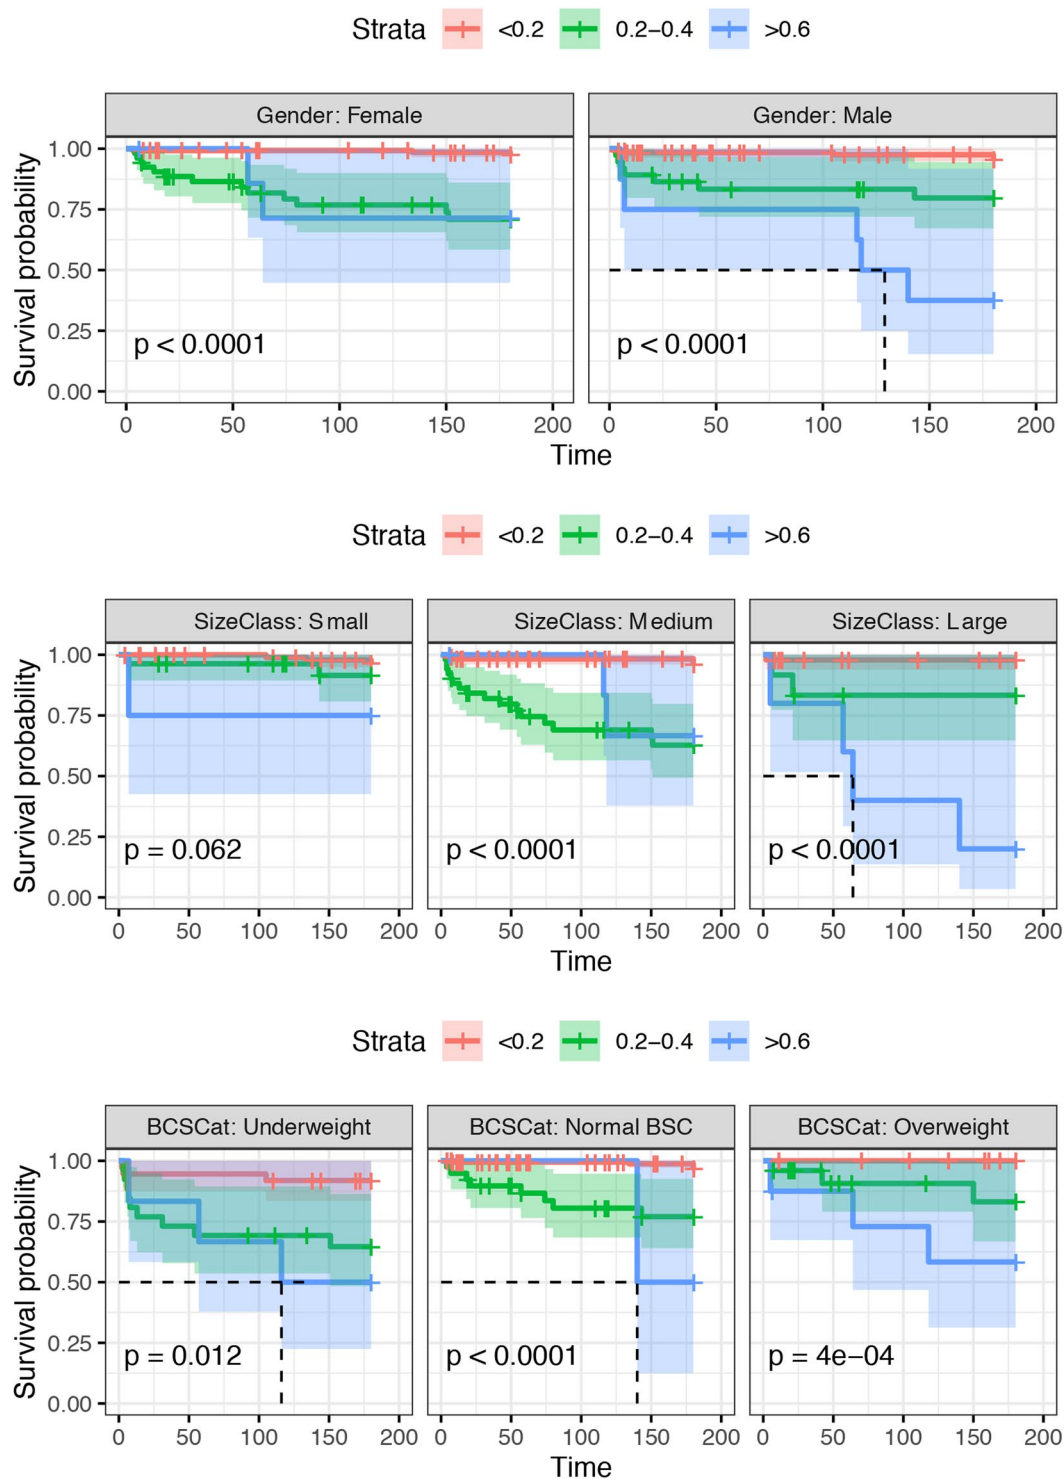 Strata <0.2 0.2−0.4 >0.6
Gender: Female Gender: Male
Survival probability
1.00
0.75
0.50
0.25
0.00
p < 0.0001 p < 0.0001
0 50 100 150 200 0 50 100 150 200
Time
Strata <0.2 0.2−0.4 >0.6
SizeClass: Small SizeClass: Medium SizeClass: Large
Survival probability
1.00
0.75
0.50
0.25
0.00
p = 0.062 p < 0.0001 p < 0.0001
0 50 100 150 200 0 50 100 150 200 0 50 100 150 200
Time
Strata <0.2 0.2−0.4 >0.6
BCSCat: Underweight BCSCat: Normal BSC BCSCat: Overweight
Survival probability
1.00
0.75
0.50
0.25
0.00
p = 0.012 p < 0.0001 p = 4e−04
0 50 100 150 200 0 50 100 150 200 0 50 100 150 200
Time